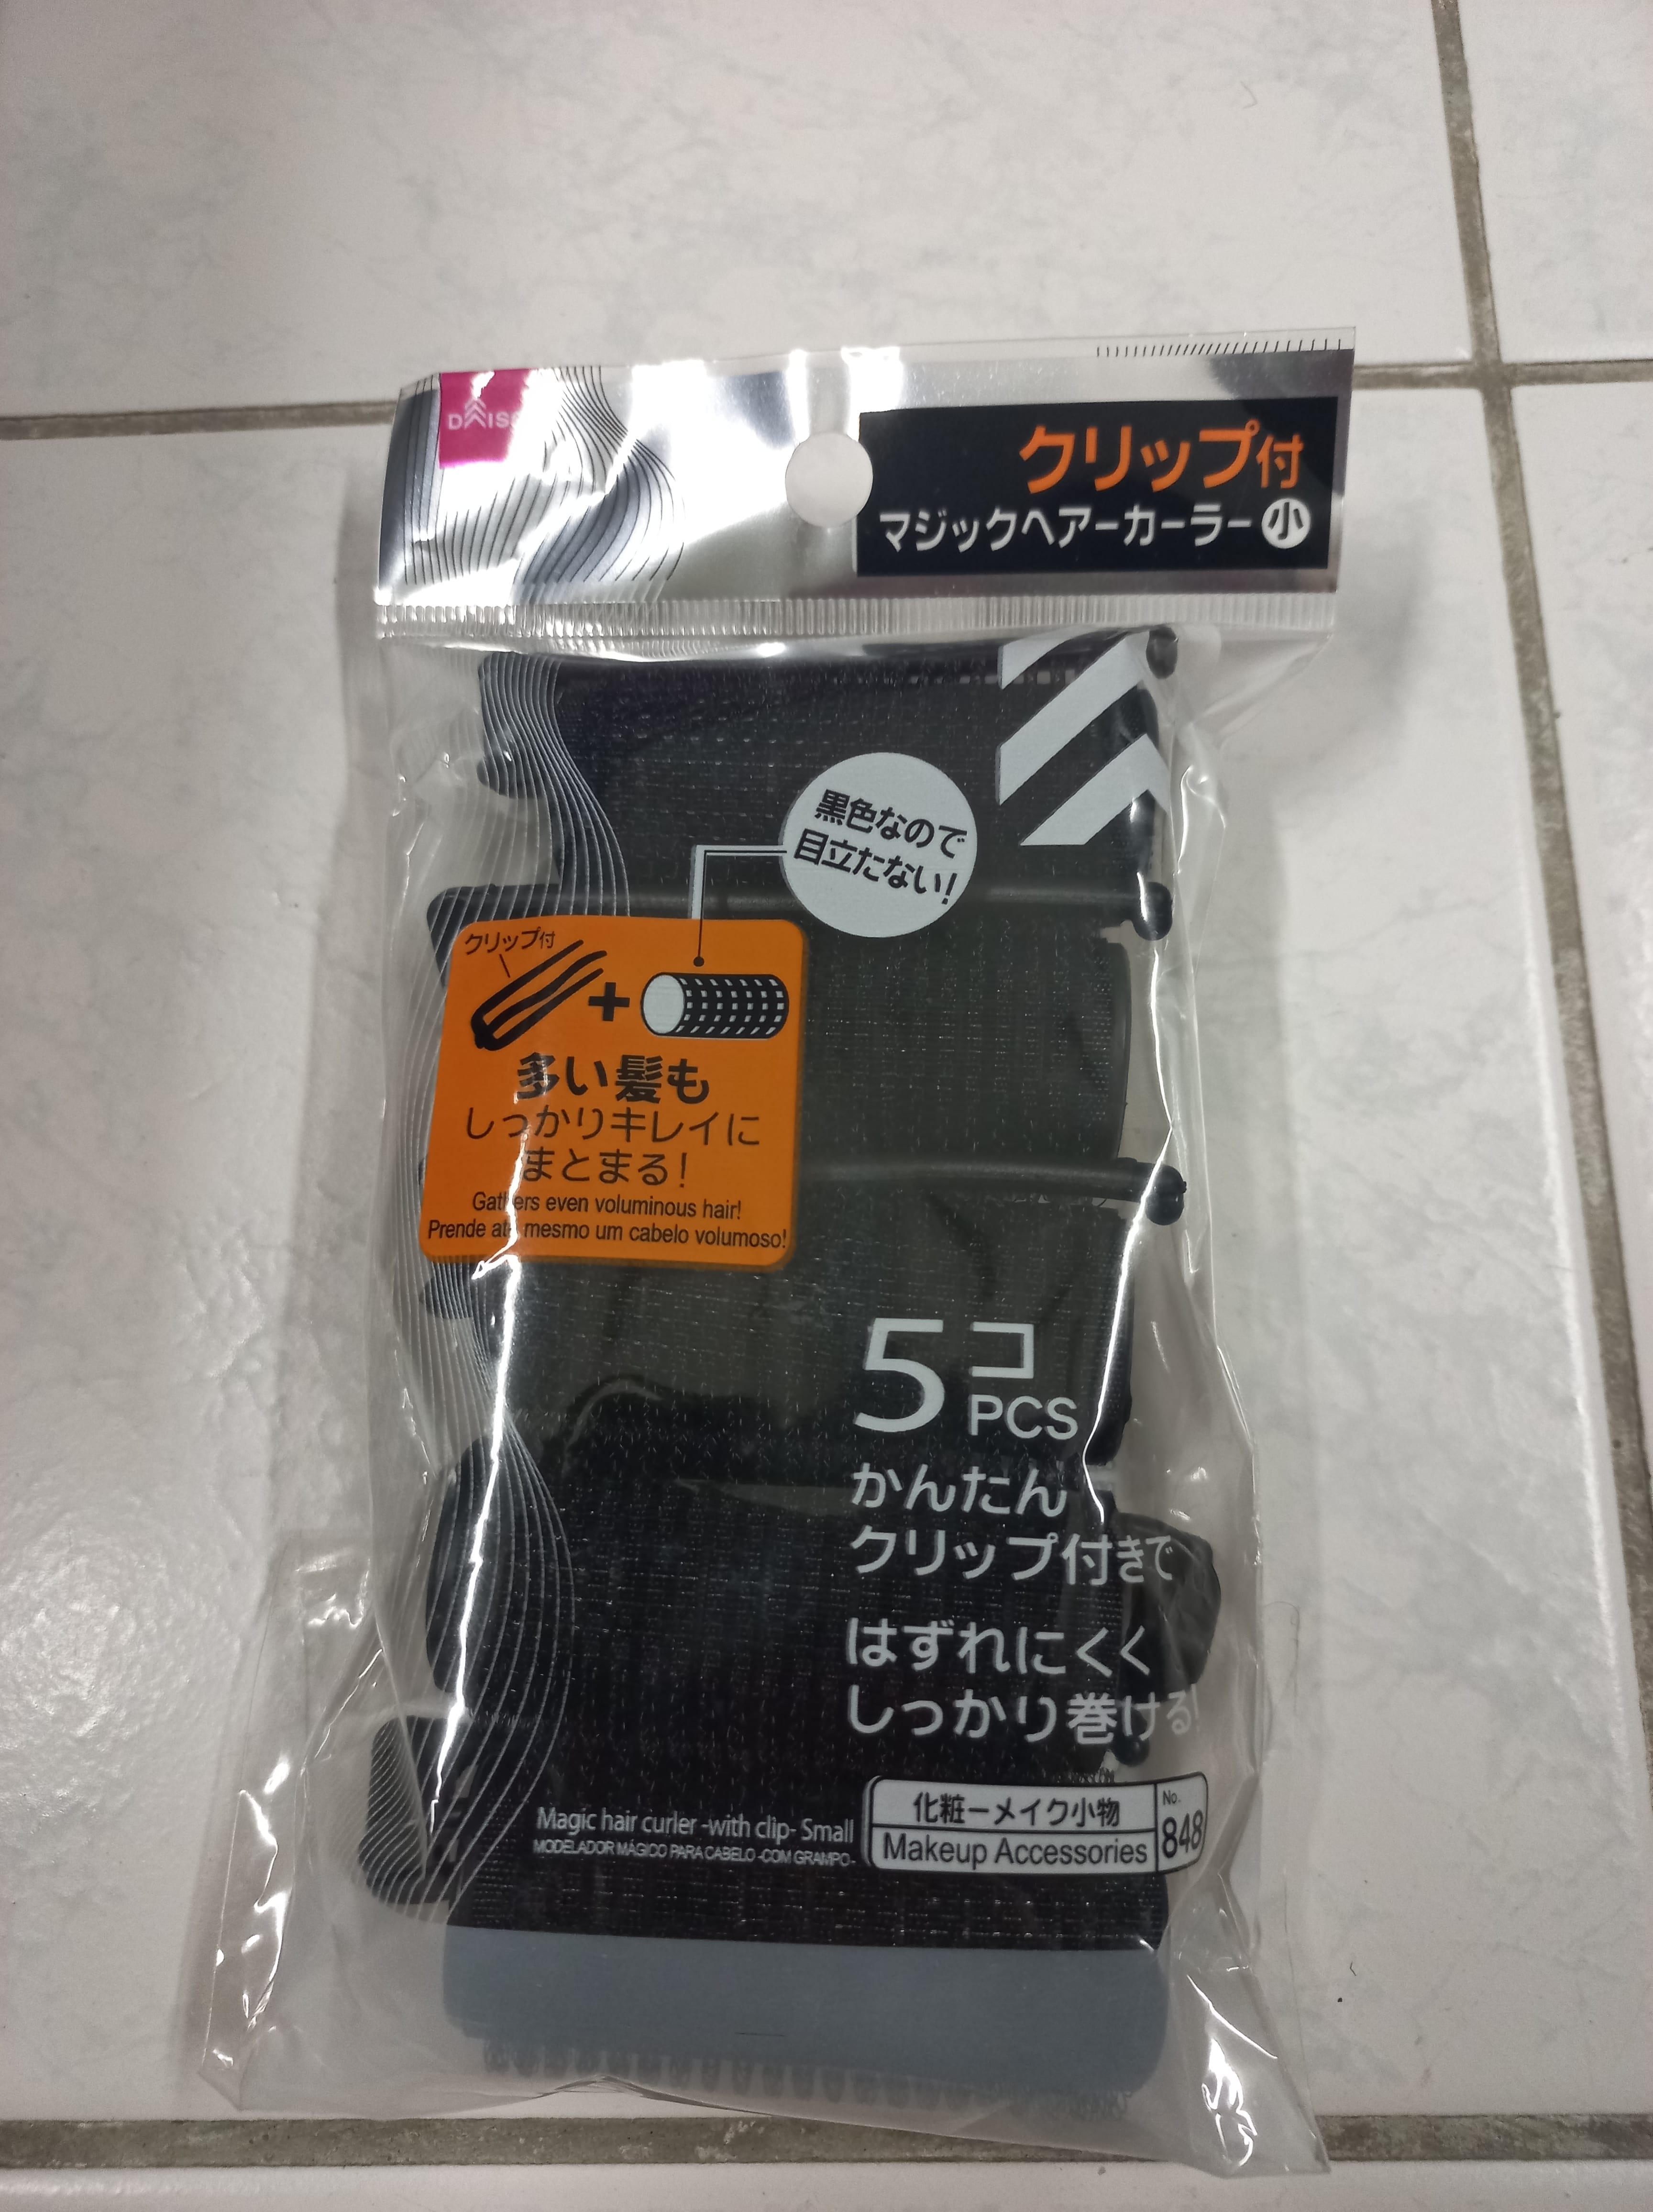 DAISO
クリップ付
マジックヘアーカーラー 小
黒色なので
目立たない!
クリップ付
+
多い髪も
しっかりキレイに
まとまる!
Gathers even voluminous hair!
Prende até mesmo um cabelo volumoso!
5コ
PCS
かんたん
クリップ付きで
はずれにくく
しっかり巻ける!
Magic hair curler -with clip- Small
MODELADOR MÁGICO PARA CABELO -COM GRAMPO-
化粧ーメイク小物
Makeup Accessories
No.
848